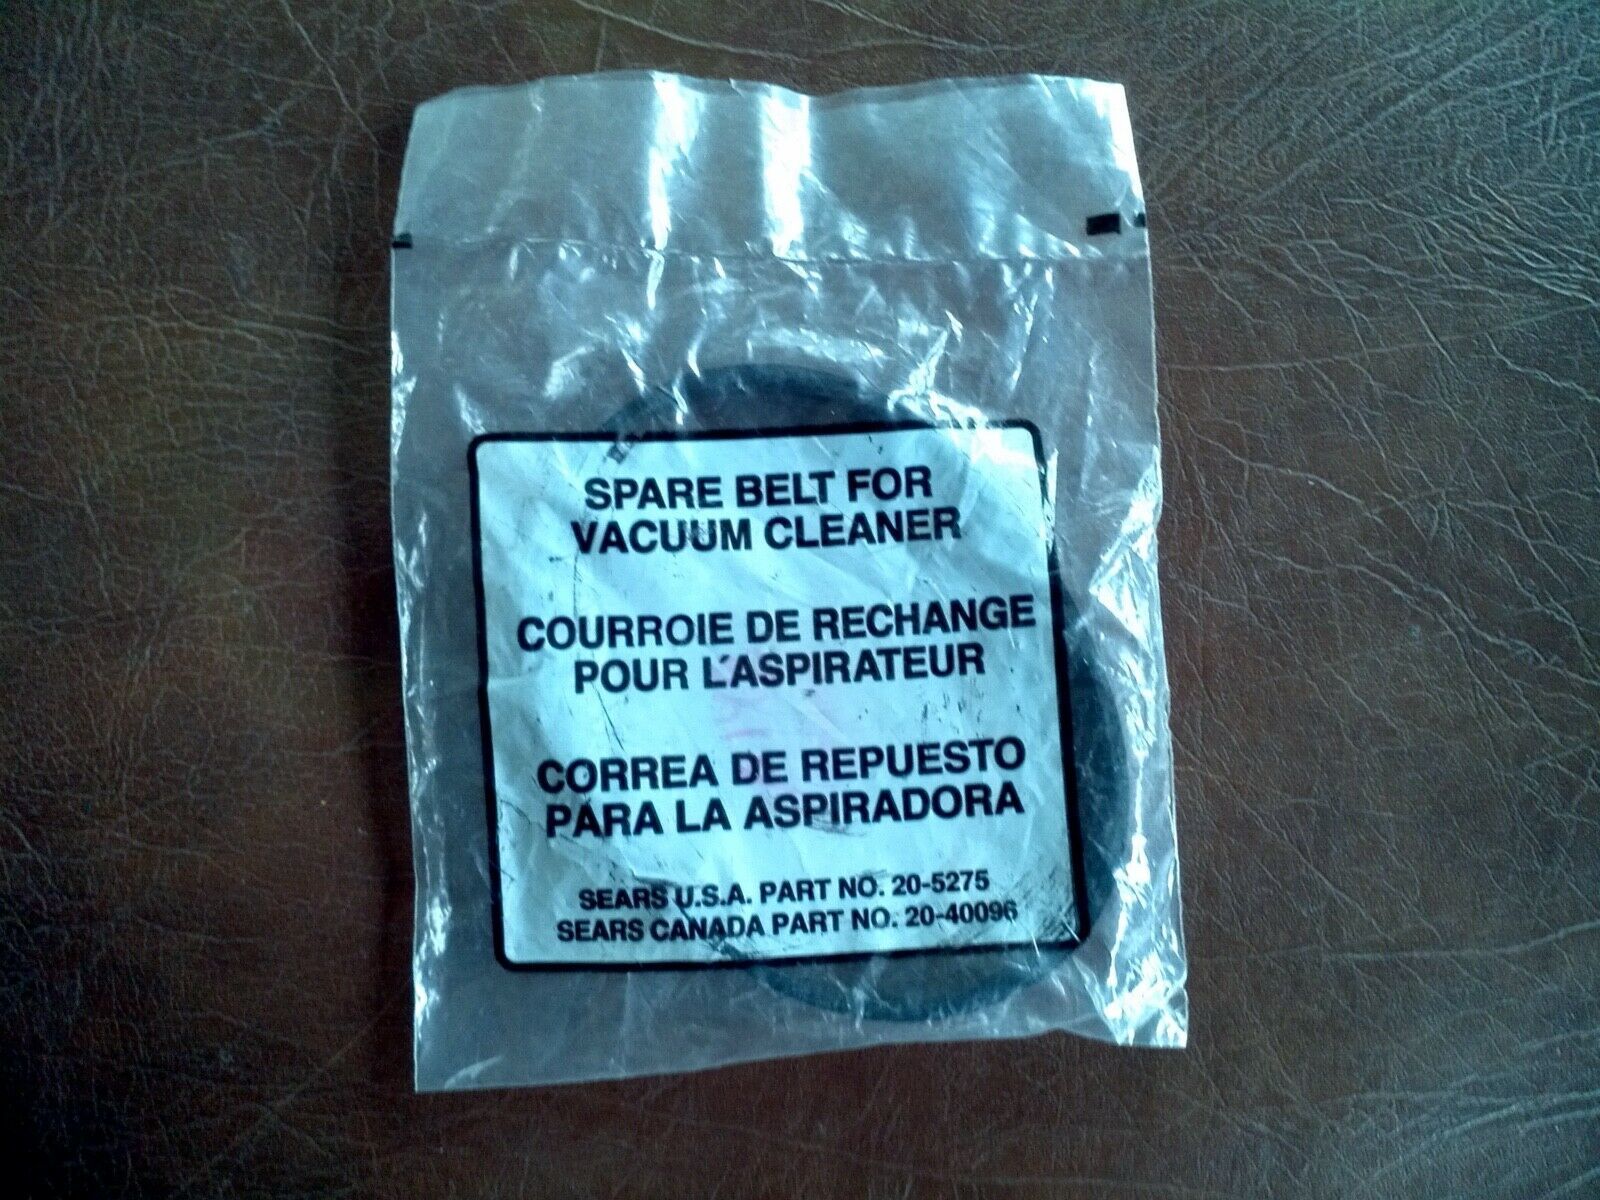 SPARE BELT FOR
VACUUM CLEANER
COURROIE DE RECHANGE
POUR L'ASPIRATEUR
CORREA DE REPUESTO
PARA LA ASPIRADORA
SEARS U.S.A. PART NO. 20-5275
SEARS CANADA PART NO. 20-40096